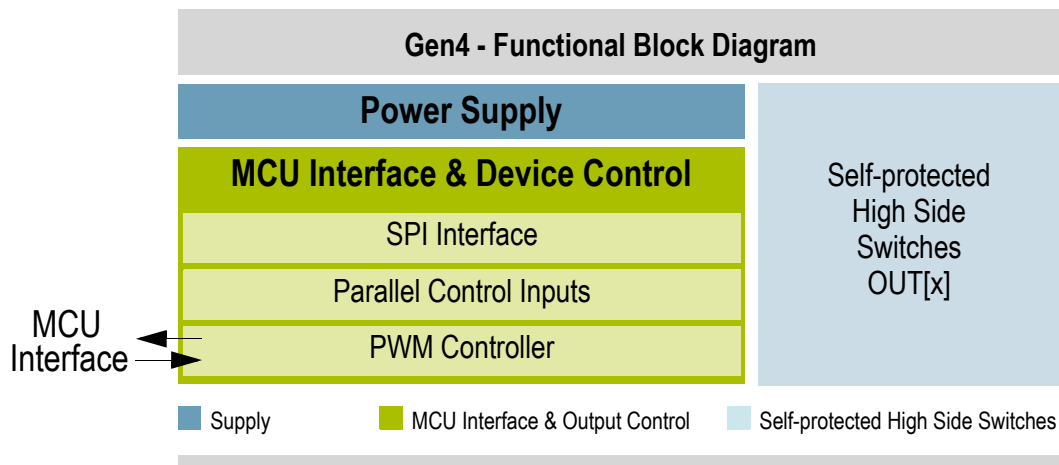 Gen4 - Functional Block Diagram
Power Supply
MCU Interface & Device Control
SPI Interface
Parallel Control Inputs
PWM Controller
MCU
Interface
Self-protected
High Side
Switches
OUT[x]
Supply
MCU Interface & Output Control
Self-protected High Side Switches